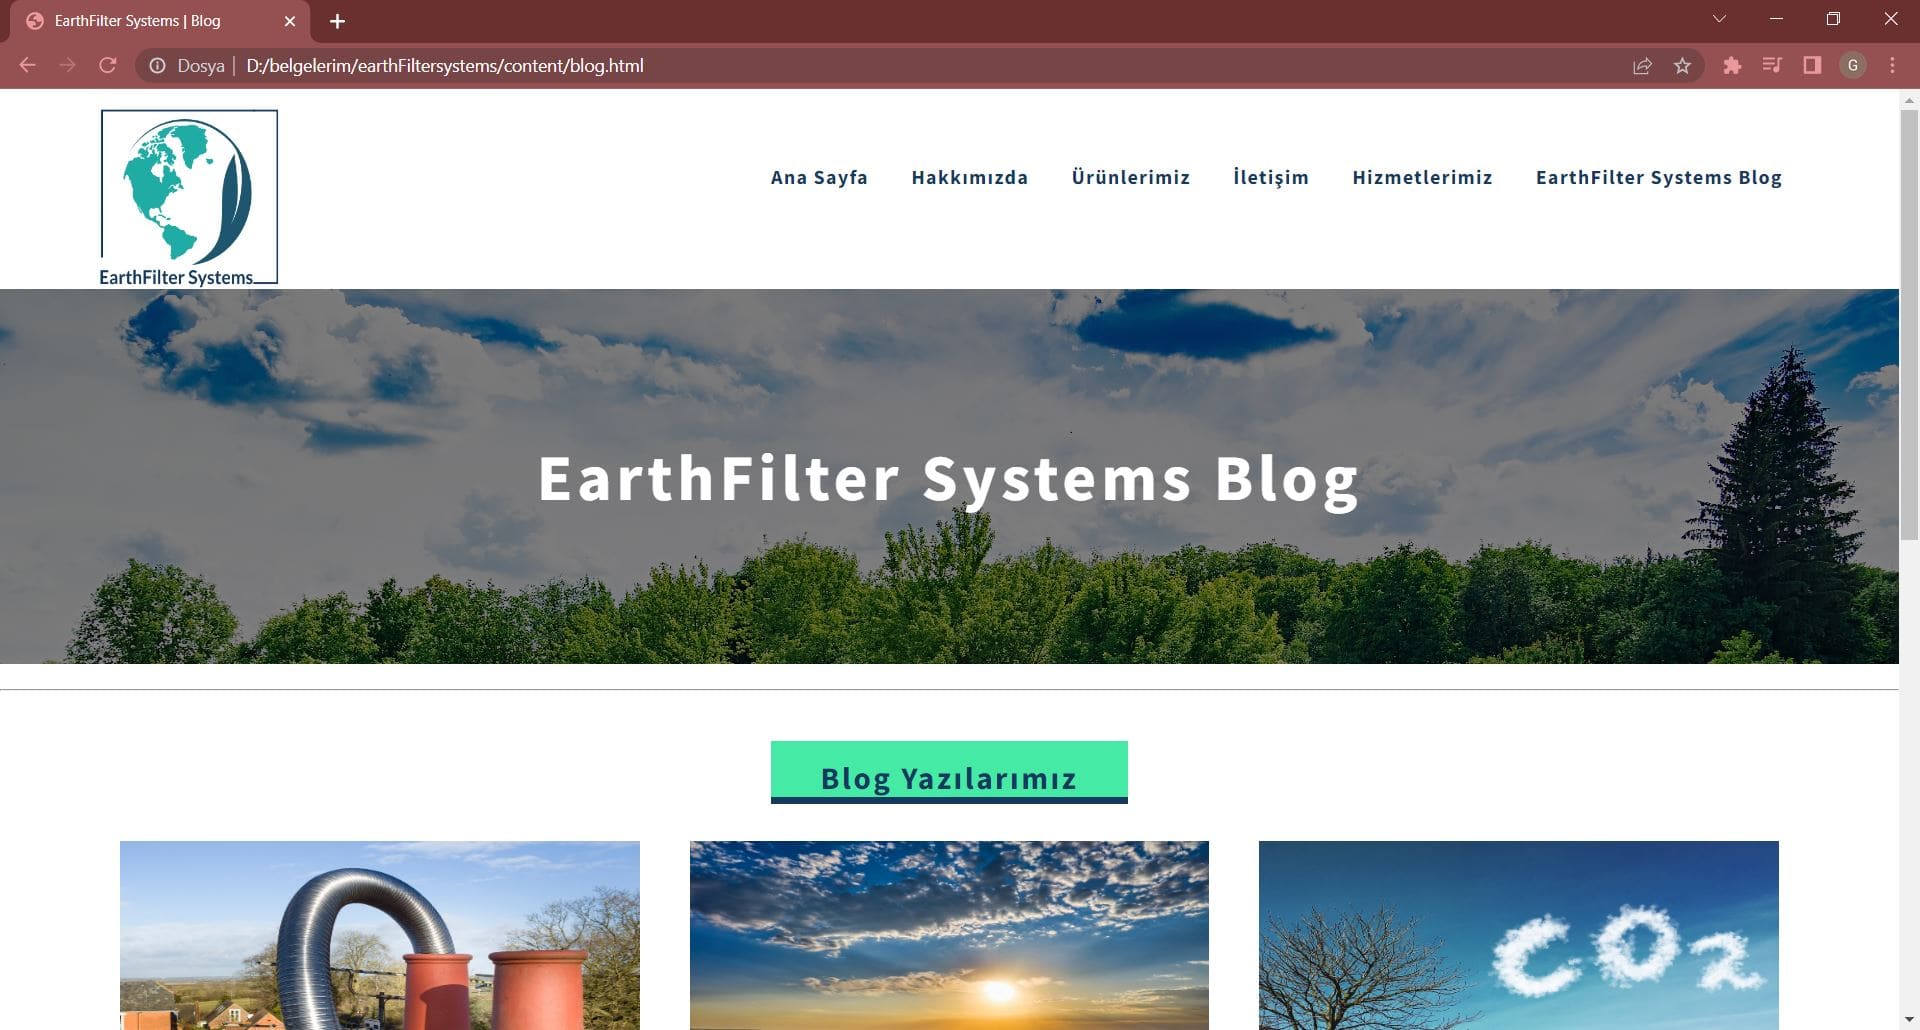 EarthFilter Systems | Blog
Dosya | D:/belgelerim/earthFiltersystems/content/blog.html
G
EarthFilter Systems
Ana Sayfa Hakkımızda Ürünlerimiz İletişim Hizmetlerimiz EarthFilter Systems Blog
EarthFilter Systems Blog
Blog Yazılarımız
CO2